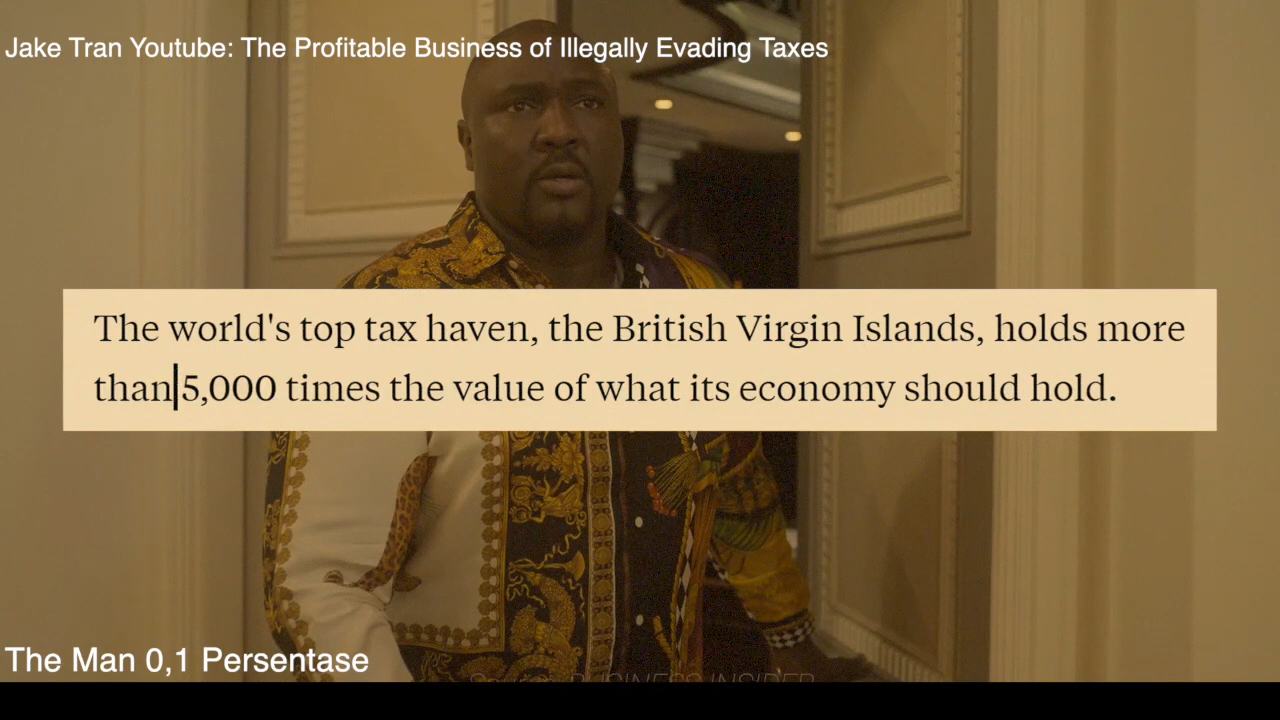 Jake Tran Youtube: The Profitable Business of Illegally Evading Taxes
The world's top tax haven, the British Virgin Islands, holds more
than 5,000 times the value of what its economy should hold.
The Man 0,1 Persentase
BUSINESS INSIDER